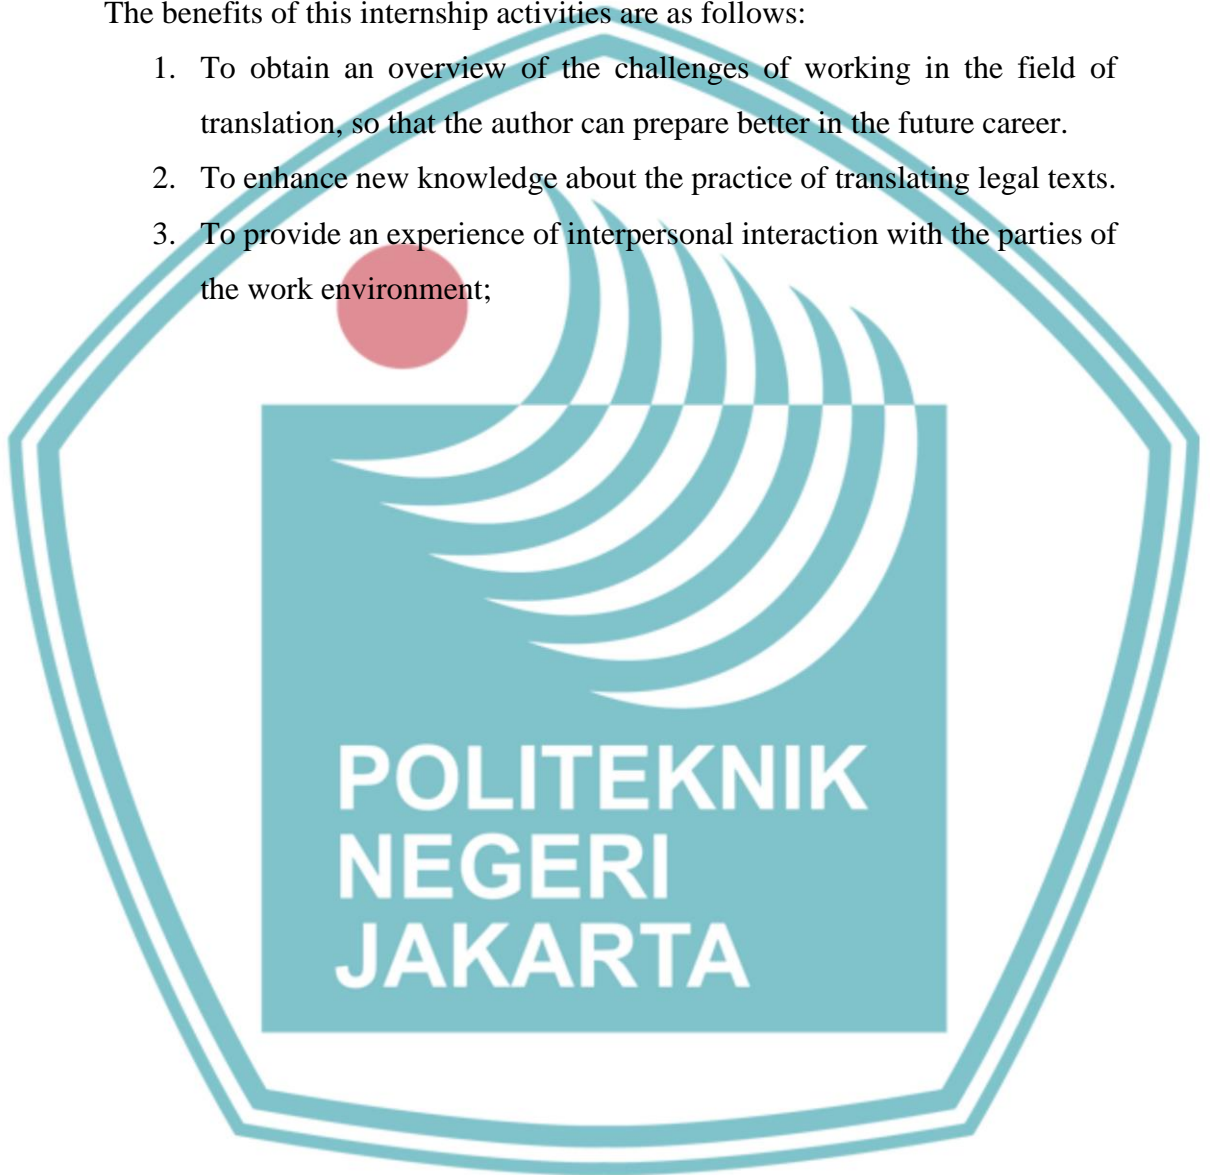 The benefits of this internship activities are as follows:
1. To obtain an overview of the challenges of working in the field of
translation, so that the author can prepare better in the future career.
2. To enhance new knowledge about the practice of translating legal texts.
3. To provide an experience of interpersonal interaction with the parties of
the work environment;
POLITEKNIK
NEGERI
JAKARTA